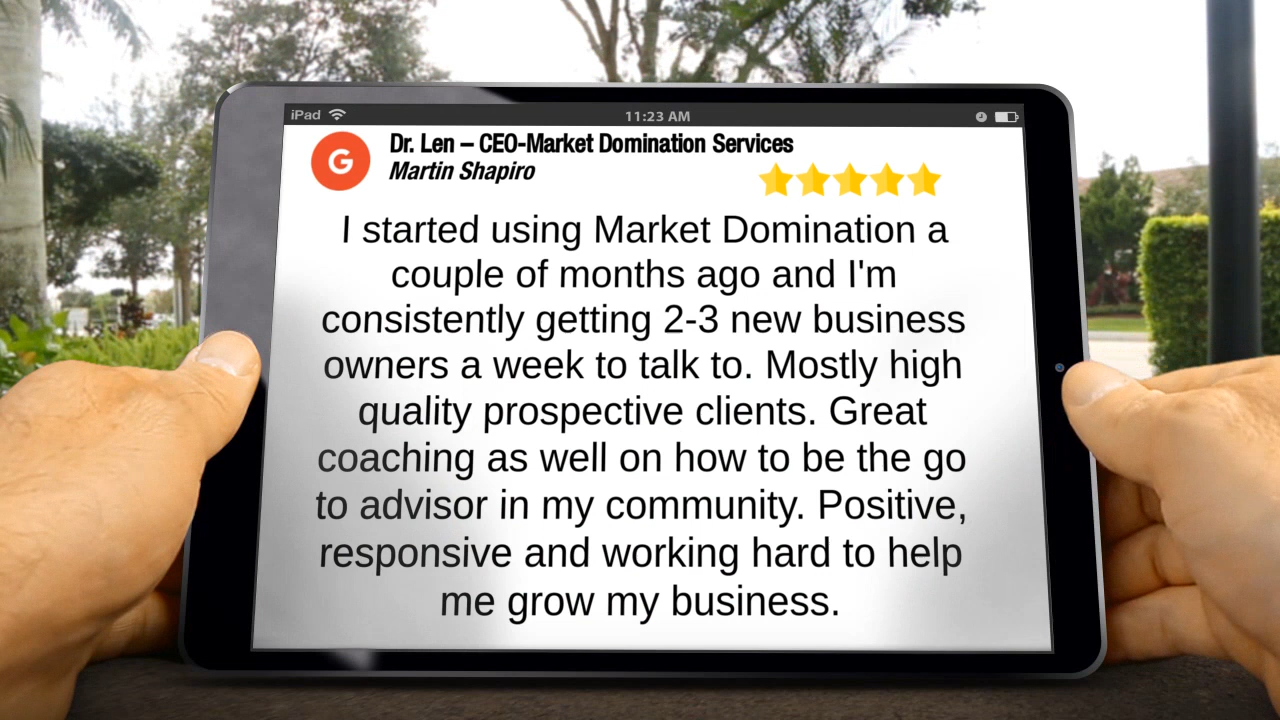 iPad 11:23 AM
G
Dr. Len – CEO-Market Domination Services
Martin Shapiro
I started using Market Domination a
couple of months ago and I'm
consistently getting 2-3 new business
owners a week to talk to. Mostly high
quality prospective clients. Great
coaching as well on how to be the go
to advisor in my community. Positive,
responsive and working hard to help
me grow my business.